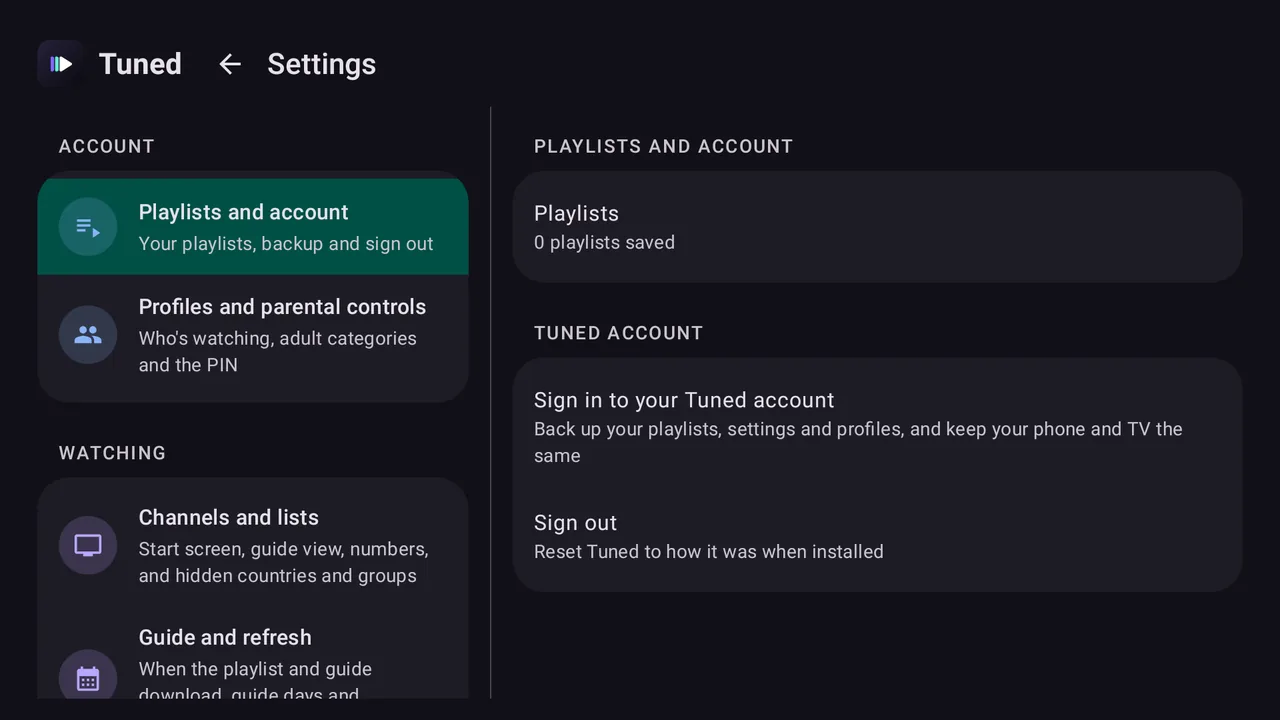 Tuned
Settings
ACCOUNT
Playlists and account
Your playlists, backup and sign out
Profiles and parental controls
Who's watching, adult categories
and the PIN
WATCHING
Channels and lists
Start screen, guide view, numbers,
and hidden countries and groups
Guide and refresh
When the playlist and guide
download, guide days and
PLAYLISTS AND ACCOUNT
Playlists
0 playlists saved
TUNED ACCOUNT
Sign in to your Tuned account
Back up your playlists, settings and profiles, and keep your phone and TV the
same
Sign out
Reset Tuned to how it was when installed